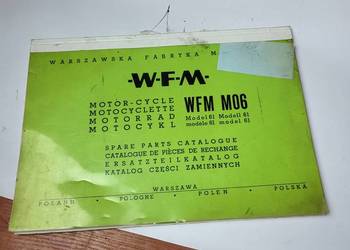 WARSZAWSKA FABRYKA M
-W-F-M-
MOTOR-CYCLE
MOTOCYCLETTE
MOTORRAD
MOTOCYKL
WFM M06
Model 61 Modell 61
modèle 61 model 61
SPARE PARTS CATALOGUE
CATALOGUE DE PIÈCES DE RECHANGE
ERSATZTEILKATALOG
KATALOG CZĘŚCI ZAMIENNYCH
WARSZAWA
POLAND • POLOGNE • POLEN • POLSKA